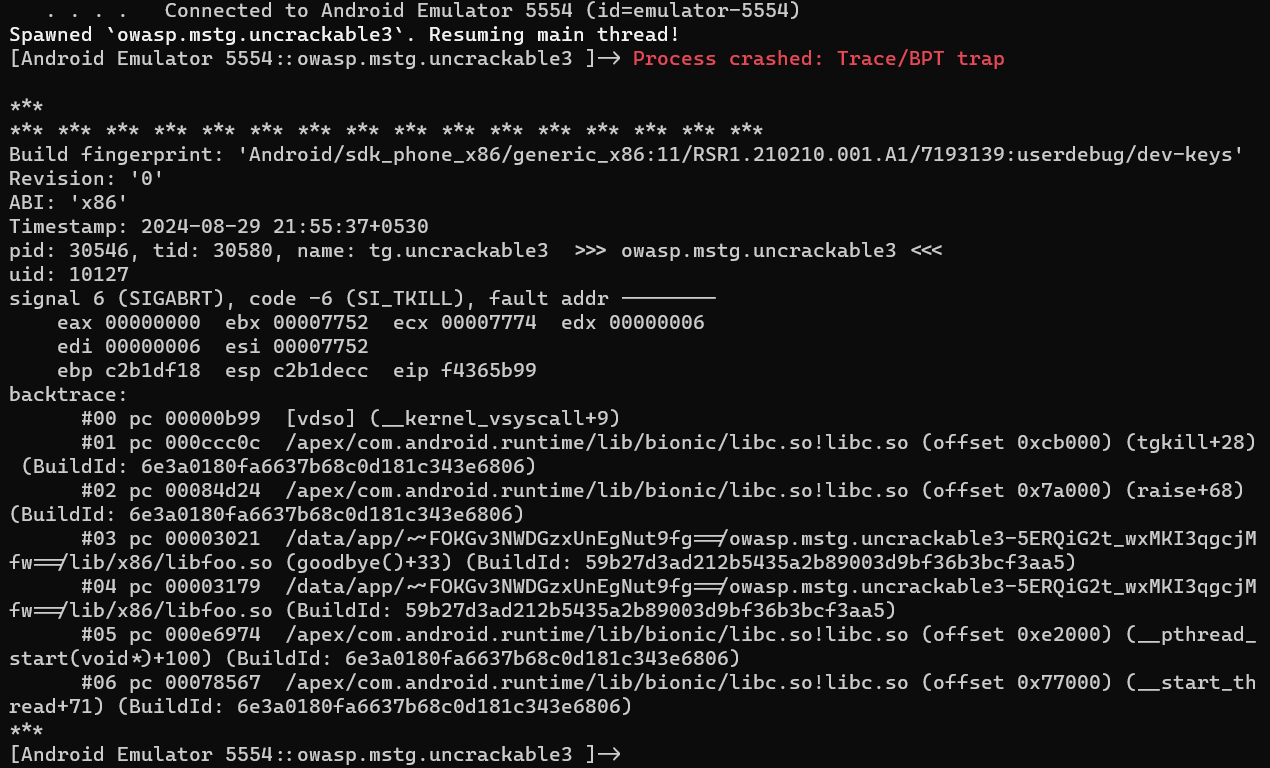 . . . .   Connected to Android Emulator 5554 (id=emulator-5554)
Spawned `owasp.mstg.uncrackable3`. Resuming main thread!
[Android Emulator 5554::owasp.mstg.uncrackable3 ]-> Process crashed: Trace/BPT trap
***
*** *** *** *** *** *** *** *** *** *** *** *** *** *** *** ***
Build fingerprint: 'Android/sdk_phone_x86/generic_x86:11/RSR1.210210.001.A1/7193139:userdebug/dev-keys'
Revision: '0'
ABI: 'x86'
Timestamp: 2024-08-29 21:55:37+0530
pid: 30546, tid: 30580, name: tg.uncrackable3  >>> owasp.mstg.uncrackable3 <<<
uid: 10127
signal 6 (SIGABRT), code -6 (SI_TKILL), fault addr --------
    eax 00000000  ebx 00007752  ecx 00007774  edx 00000006
    edi 00000006  esi 00007752
    ebp c2b1df18  esp c2b1decc  eip f4365b99
backtrace:
      #00 pc 00000b99  [vdso] (__kernel_vsyscall+9)
      #01 pc 000ccc0c  /apex/com.android.runtime/lib/bionic/libc.so!libc.so (offset 0xcb000) (tgkill+28)
 (BuildId: 6e3a0180fa6637b68c0d181c343e6806)
      #02 pc 00084d24  /apex/com.android.runtime/lib/bionic/libc.so!libc.so (offset 0x7a000) (raise+68)
(BuildId: 6e3a0180fa6637b68c0d181c343e6806)
      #03 pc 00003021  /data/app/~~FOKGv3NWDGzxUnEgNut9fg==/owasp.mstg.uncrackable3-5ERQiG2t_wxMKI3qgcjM
fw==/lib/x86/libfoo.so (goodbye()+33) (BuildId: 59b27d3ad212b5435a2b89003d9bf36b3bcf3aa5)
      #04 pc 00003179  /data/app/~~FOKGv3NWDGzxUnEgNut9fg==/owasp.mstg.uncrackable3-5ERQiG2t_wxMKI3qgcjM
fw==/lib/x86/libfoo.so (BuildId: 59b27d3ad212b5435a2b89003d9bf36b3bcf3aa5)
      #05 pc 000e6974  /apex/com.android.runtime/lib/bionic/libc.so!libc.so (offset 0xe2000) (__pthread_
start(void*)+100) (BuildId: 6e3a0180fa6637b68c0d181c343e6806)
      #06 pc 00078567  /apex/com.android.runtime/lib/bionic/libc.so!libc.so (offset 0x77000) (__start_th
read+71) (BuildId: 6e3a0180fa6637b68c0d181c343e6806)
***
[Android Emulator 5554::owasp.mstg.uncrackable3 ]->